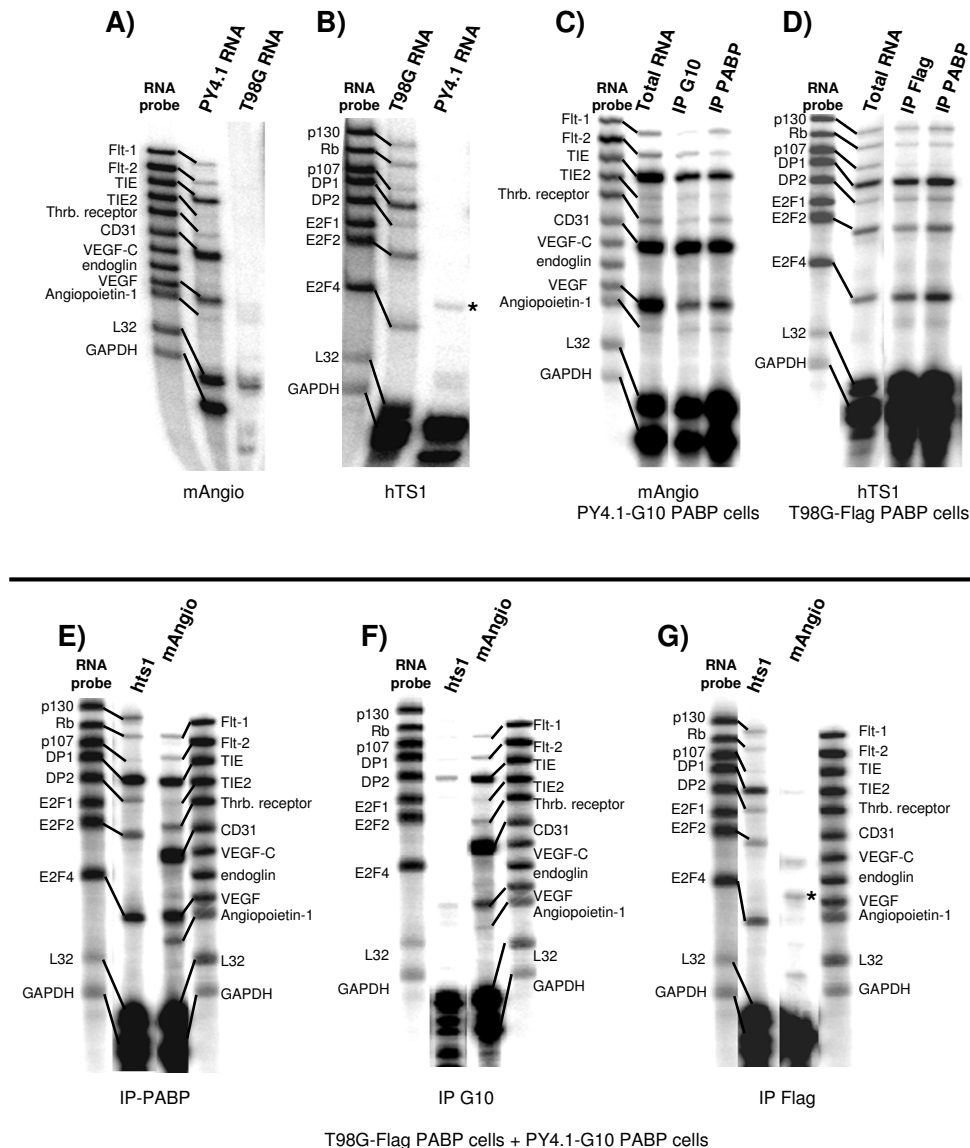 A)
RNA
probe
PY4.1 RNA
T98G RNA
Flt-1
Flt-2
TIE
TIE2
Thrb. receptor
CD31
VEGF-C
endoglin
VEGF
Angiopoietin-1
L32
GAPDH
mAngio
B)
RNA
probe
T98G RNA
PY4.1 RNA
p130
Rb
p107
DP1
DP2
E2F1
E2F2
E2F4
*
L32
GAPDH
hTS1
C)
RNA
probe
Total RNA
IP G10
IP PABP
Flt-1
Flt-2
TIE
TIE2
Thrb. receptor
CD31
VEGF-C
endoglin
VEGF
Angiopoietin-1
L32
GAPDH
mAngio
PY4.1-G10 PABP cells
D)
RNA
probe
Total RNA
IP Flag
IP PABP
p130
Rb
p107
DP1
DP2
E2F1
E2F2
E2F4
L32
GAPDH
hTS1
T98G-Flag PABP cells
E)
RNA
probe
hts1
mAngio
p130
Rb
p107
DP1
DP2
E2F1
E2F2
E2F4
L32
GAPDH
Flt-1
Flt-2
TIE
TIE2
Thrb. receptor
CD31
VEGF-C
endoglin
VEGF
Angiopoietin-1
L32
GAPDH
IP-PABP
F)
RNA
probe
hts1
mAngio
p130
Rb
p107
DP1
DP2
E2F1
E2F2
E2F4
L32
GAPDH
Flt-1
Flt-2
TIE
TIE2
Thrb. receptor
CD31
VEGF-C
endoglin
VEGF
Angiopoietin-1
L32
GAPDH
IP G10
G)
RNA
probe
hts1
mAngio
p130
Rb
p107
DP1
DP2
E2F1
E2F2
E2F4
L32
GAPDH
*
Flt-1
Flt-2
TIE
TIE2
Thrb. receptor
CD31
VEGF-C
endoglin
VEGF
Angiopoietin-1
L32
GAPDH
IP Flag
T98G-Flag PABP cells + PY4.1-G10 PABP cells